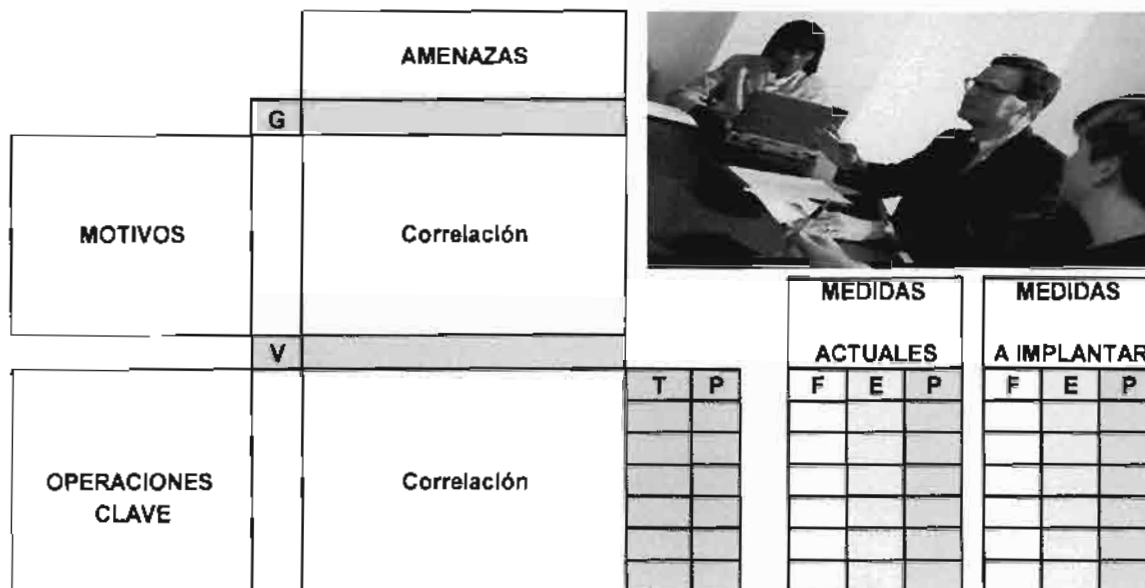 AMENAZAS
G
MOTIVOS
Correlación
MEDIDAS
ACTUALES
MEDIDAS
A IMPLANTAR
V
T P F E P F E P
OPERACIONES
CLAVE
Correlación